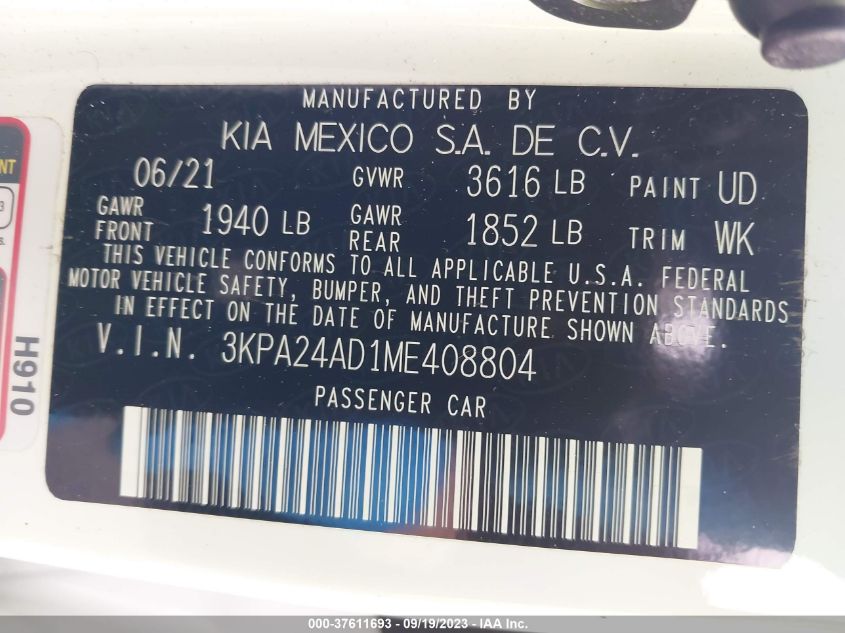 MANUFACTURED BY
KIA MEXICO S.A. DE C.V.
06/21 GVWR 3616 LB PAINT UD
GAWR FRONT 1940 LB GAWR REAR 1852 LB TRIM WK
THIS VEHICLE CONFORMS TO ALL APPLICABLE U.S.A. FEDERAL
MOTOR VEHICLE SAFETY, BUMPER, AND THEFT PREVENTION STANDARDS
IN EFFECT ON THE DATE OF MANUFACTURE SHOWN ABOVE.
V.I.N. 3KPA24AD1ME408804
PASSENGER CAR
H910
000-37611693 - 09/19/2023 - IAA Inc.